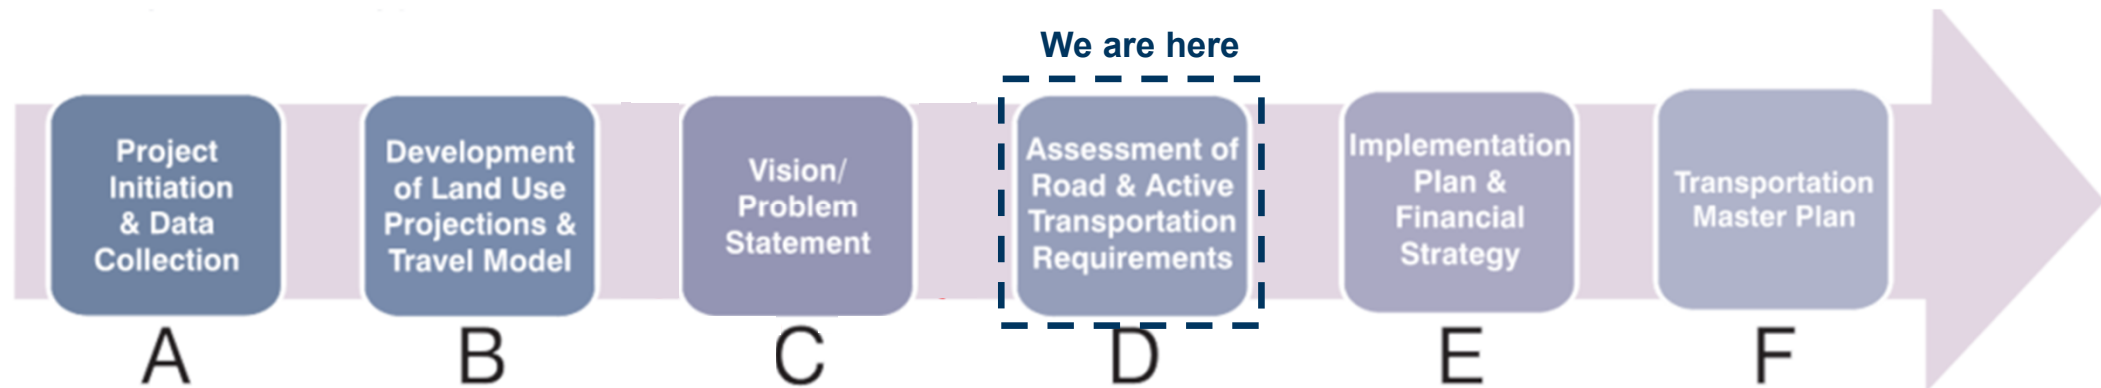 We are here
Project
Initiation
& Data
Collection
A
Development
of Land Use
Projections &
Travel Model
B
Vision/
Problem
Statement
C
Assessment of
Road & Active
Transportation
Requirements
D
Implementation
Plan &
Financial
Strategy
E
Transportation
Master Plan
F